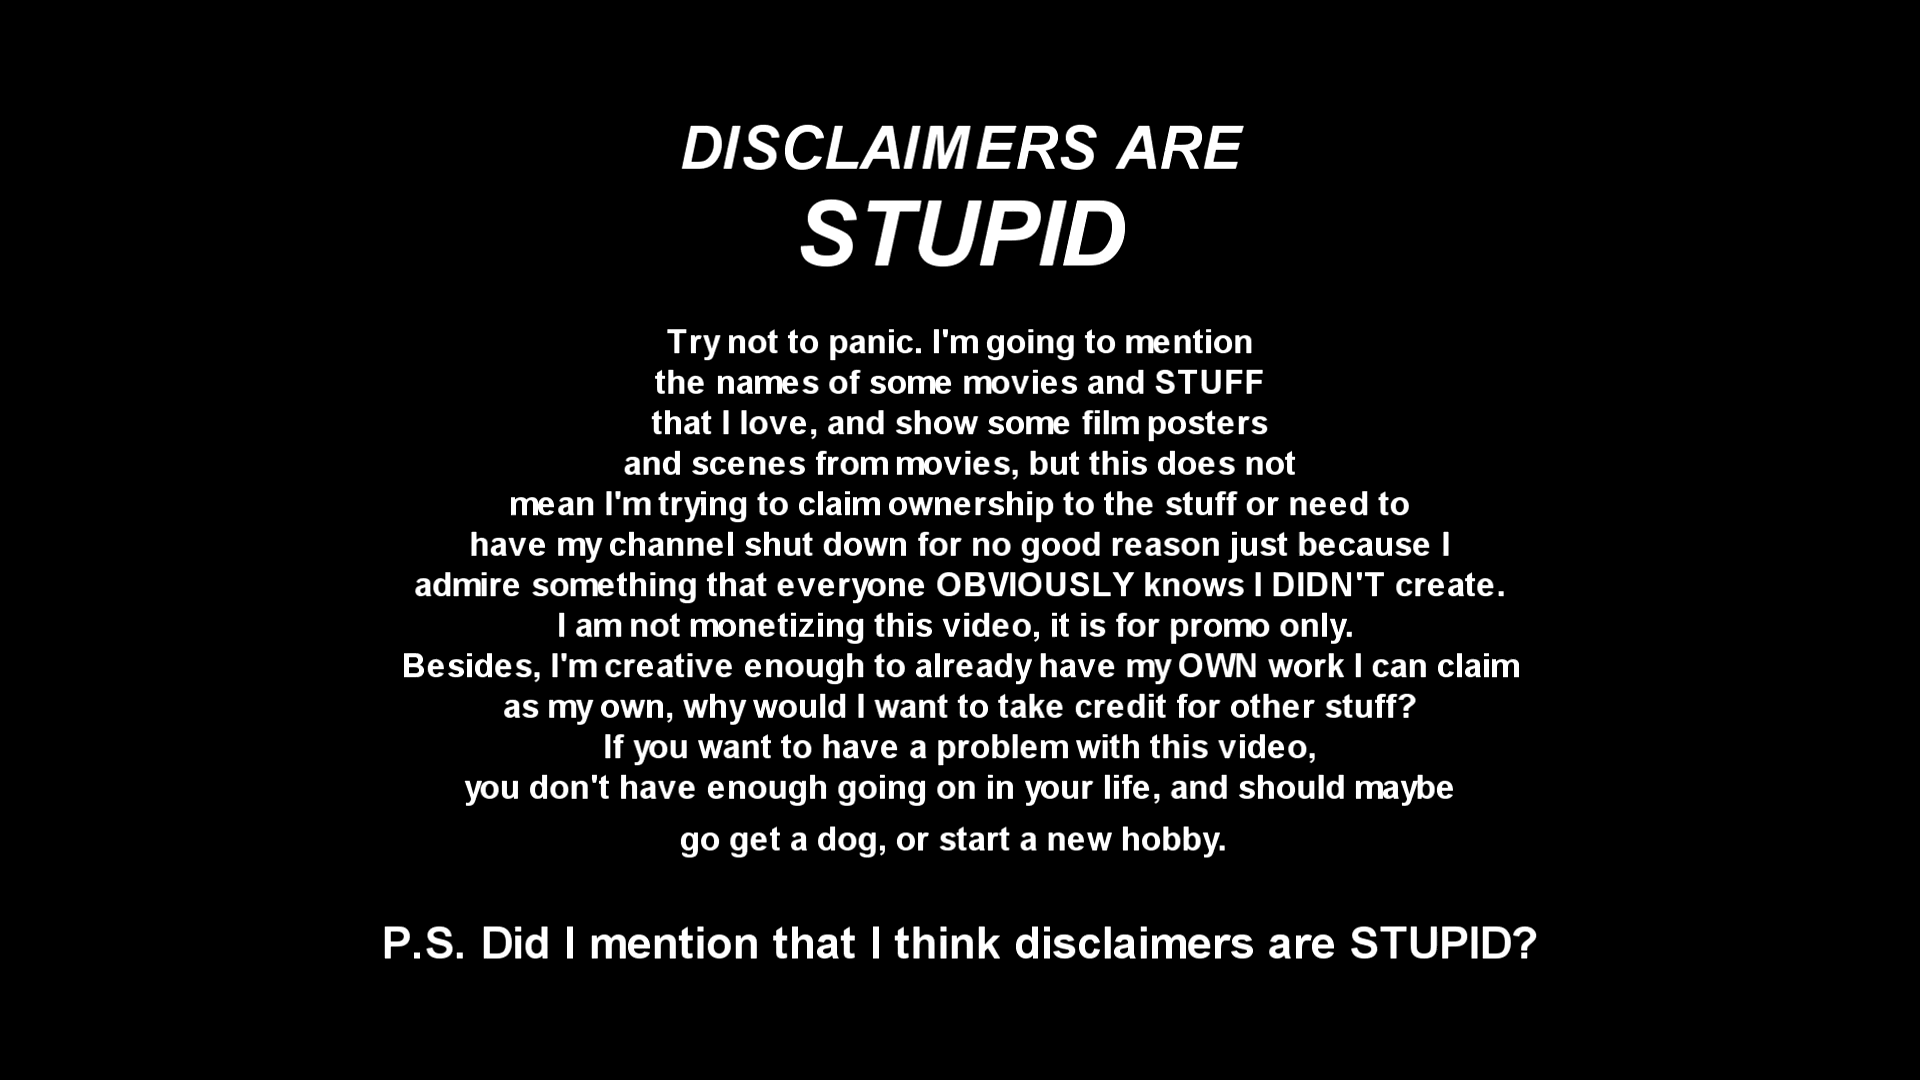 DISCLAIMERS ARE
STUPID
Try not to panic. I'm going to mention
the names of some movies and STUFF
that I love, and show some film posters
and scenes from movies, but this does not
mean I'm trying to claim ownership to the stuff or need to
have my channel shut down for no good reason just because I
admire something that everyone OBVIOUSLY knows I DIDN'T create.
I am not monetizing this video, it is for promo only.
Besides, I'm creative enough to already have my OWN work I can claim
as my own, why would I want to take credit for other stuff?
If you want to have a problem with this video,
you don't have enough going on in your life, and should maybe
go get a dog, or start a new hobby.
P.S. Did I mention that I think disclaimers are STUPID?